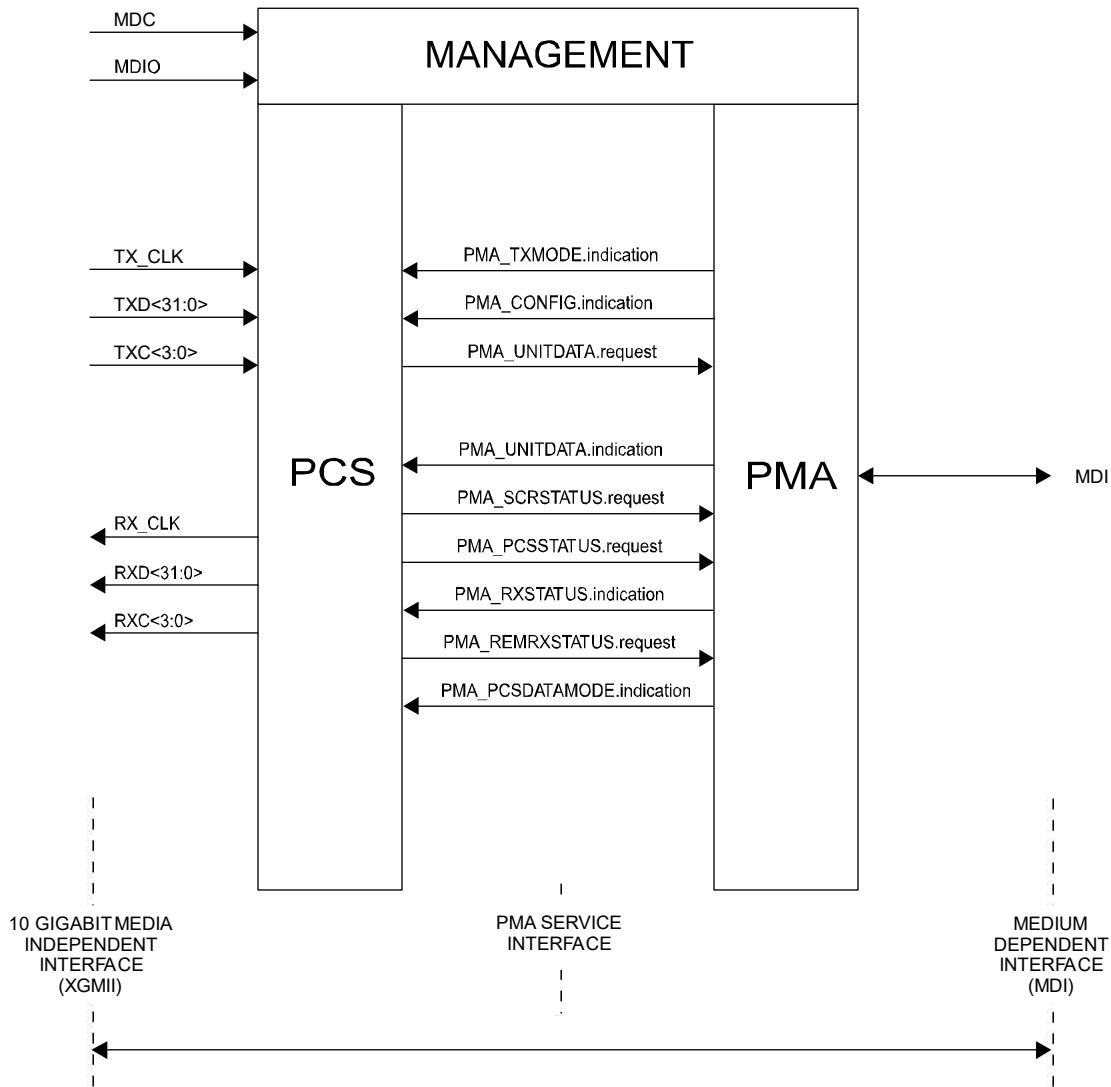 MDC
MANAGEMENT
MDIO
TX_CLK
PMA_TXMODE.indication
TXD<31:0>
PMA_CONFIG.indication
TXC<3:0>
PMA_UNITDATA.request
PMA_UNITDATA.indication
PCS
PMA
MDI
PMA_SCRSTATUS.request
RX_CLK
PMA_PCSSTATUS.request
RXD<31:0>
PMA_RXSTATUS.indication
RXC<3:0>
PMA_REMRXSTATUS.request
PMA_PCSDATAMODE.indication
10 GIGABIT MEDIA
INDEPENDENT
INTERFACE
(XGMII)
PMA SERVICE
INTERFACE
MEDIUM
DEPENDENT
INTERFACE
(MDI)